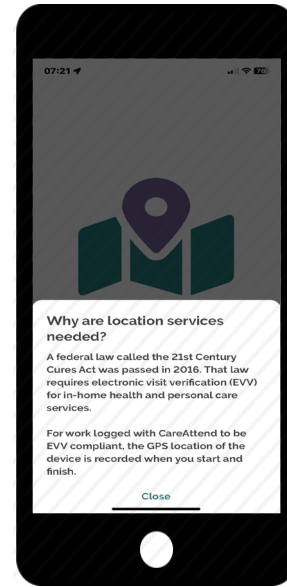 07:21
70
Why are location services
needed?
A federal law called the 21st Century
Cures Act was passed in 2016. That law
requires electronic visit verification (EVV)
for in-home health and personal care
services.
For work logged with CareAttend to be
EVV compliant, the GPS location of the
device is recorded when you start and
finish.
Close